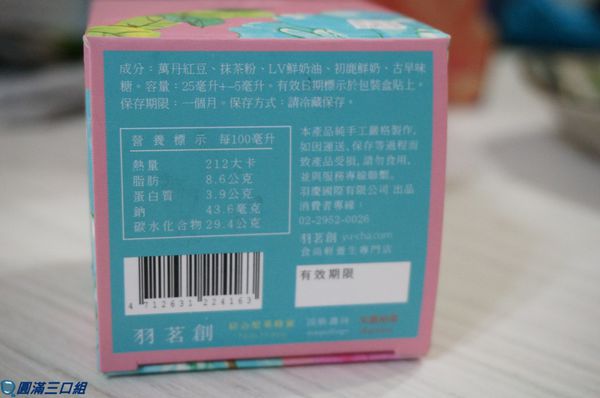 成分：萬丹紅豆、抹茶粉、LV鮮奶油、初鹿鮮奶、古早味
糖。容量：25毫升+-5毫升。有效日期標示於包裝盒貼上。
保存期限：一個月。保存方式：請冷藏保存。
營養標示 每100毫升
熱量 212大卡
脂肪 8.6公克
蛋白質 3.9公克
鈉 43.6毫克
碳水化合物 29.4公克
本產品純手工嚴格製作，
如因運送、保存等過程而
致產品受損，請勿食用，
並與服務專線聯繫。
羽慶國際有限公司 出品
消費者專線：
02-2952-0026
羽茗創 yu-cha.com
食尚輕養生專門店
有效期限
4 712631 224163
羽茗創
圓滿三口組